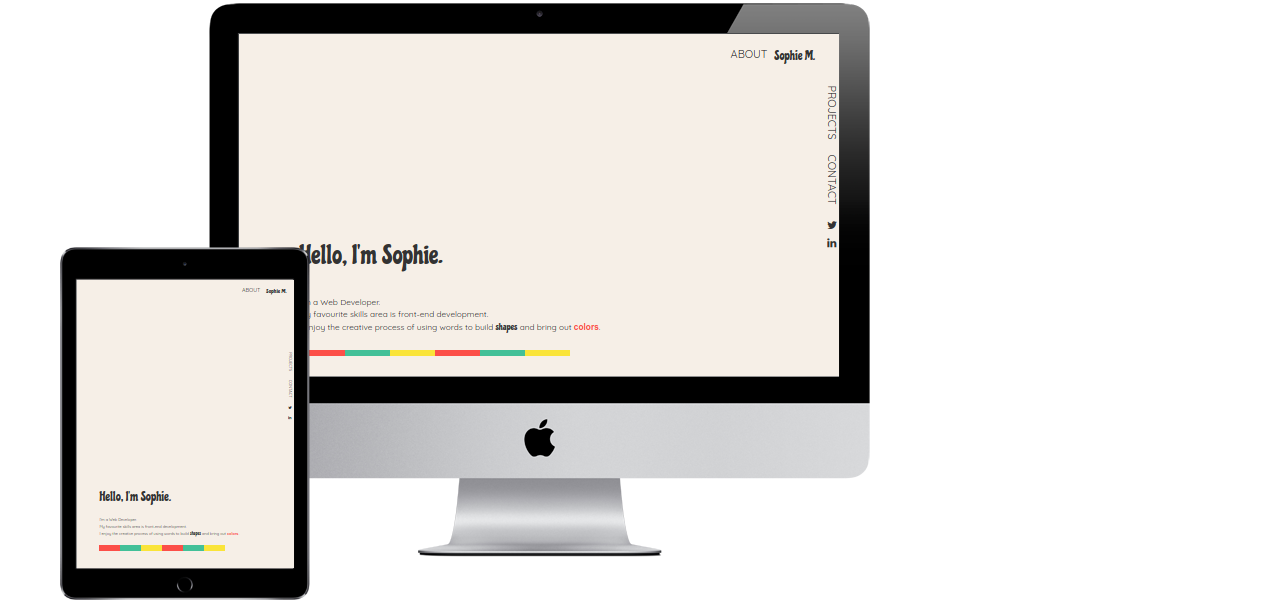 ABOUT Sophie M.
PROJECTS
CONTACT
Hello, I'm Sophie.
a Web Developer.
favourite skills area is front-end development.
enjoy the creative process of using words to build shapes and bring out colors.
ABOUT Sophie M.
PROJECTS
CONTACT
Hello, I'm Sophie.
I'm a Web Developer.
My favourite skills area is front-end development.
I enjoy the creative process of using words to build shapes and bring out colors.